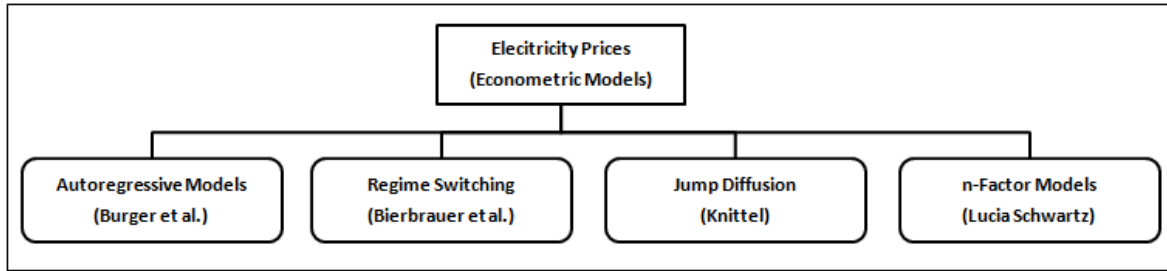 Elecitricity Prices
(Econometric Models)
Autoregressive Models
(Burger et al.)
Regime Switching
(Bierbrauer et al.)
Jump Diffusion
(Knittel)
n-Factor Models
(Lucia Schwartz)